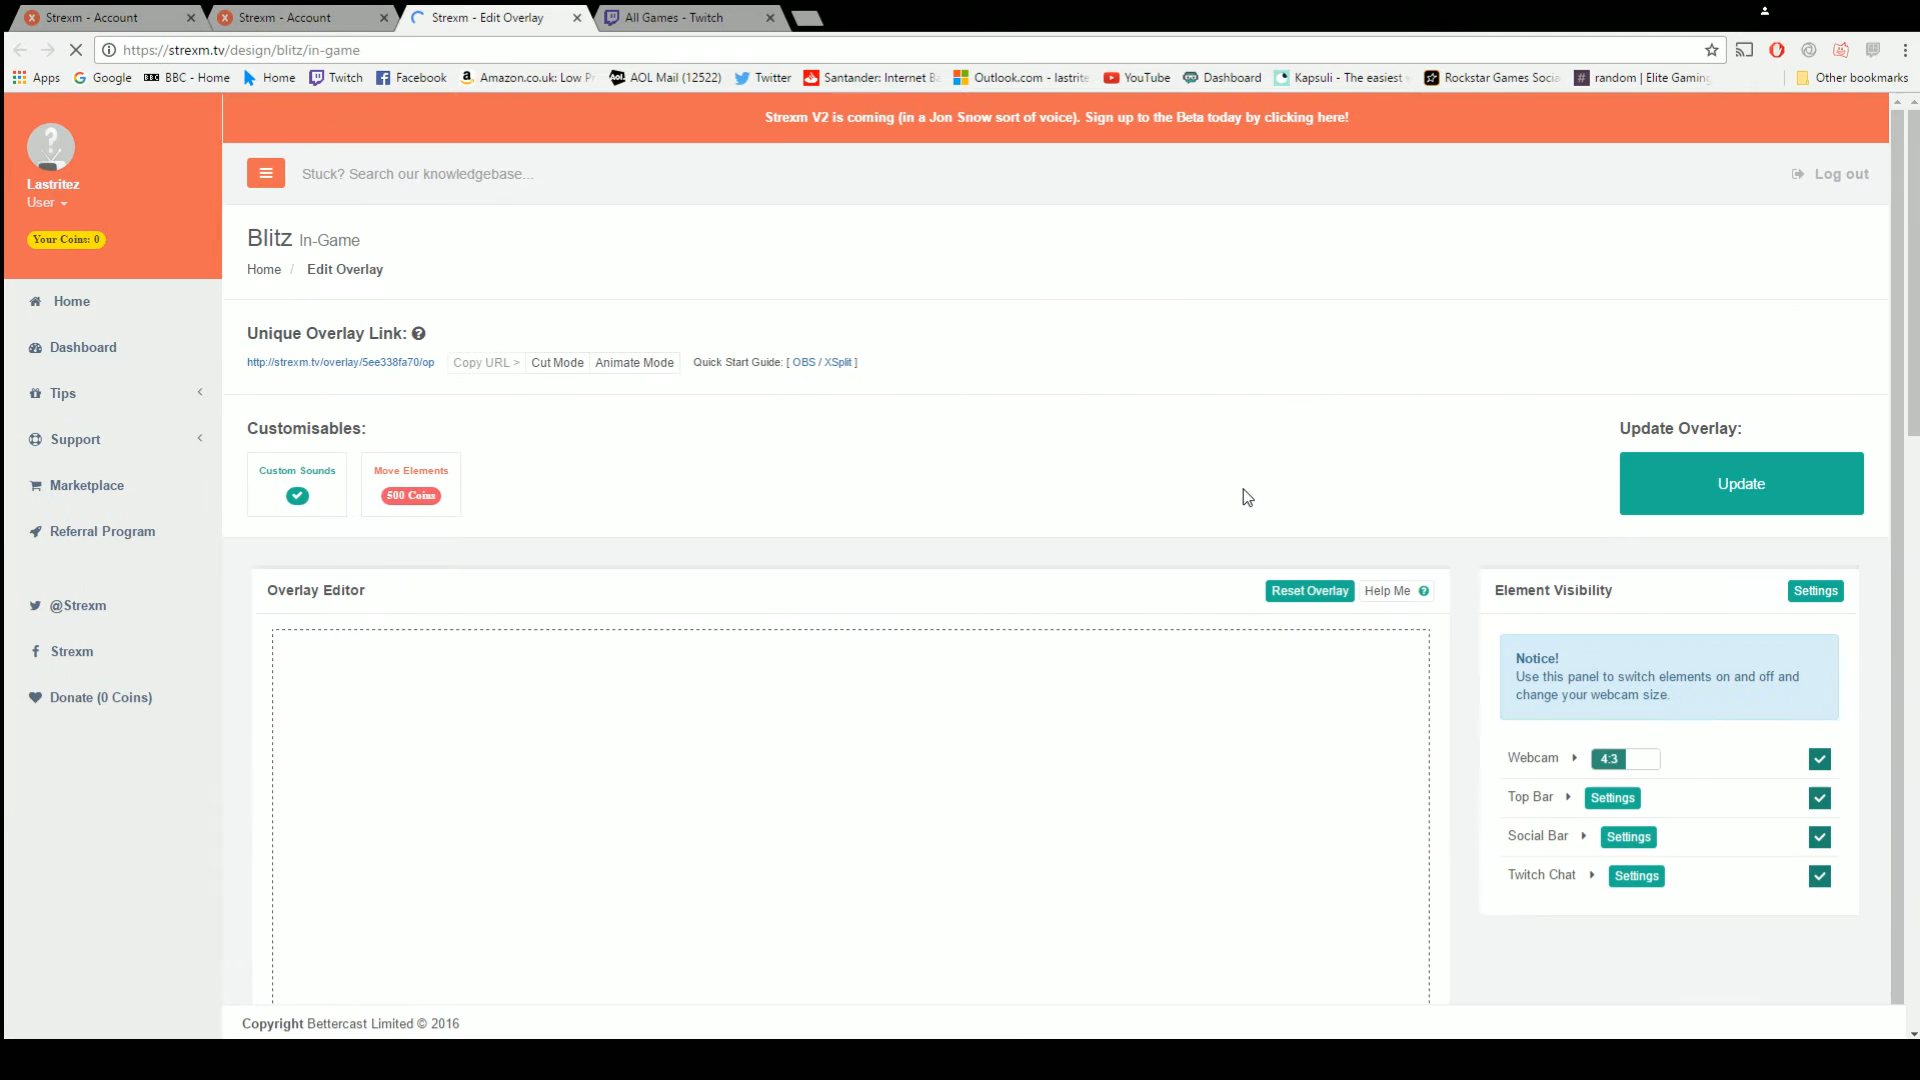 Strexm - Account
Strexm - Account
Strexm - Edit Overlay
All Games - Twitch
https://strexm.tv/design/blitz/in-game
Apps
Google
BBC - Home
Home
Twitch
Facebook
Amazon.co.uk: Low Pr
AOL Mail (12522)
Twitter
Santander: Internet Ba
Outlook.com - lastrite
YouTube
Dashboard
Kapsuli - The easiest
Rockstar Games Socia
random | Elite Gaming
Other bookmarks
Strexm V2 is coming (in a Jon Snow sort of voice). Sign up to the Beta today by clicking here!
Lastritez
User
Your Coins: 0
Stuck? Search our knowledgebase...
Log out
Blitz In-Game
Home / Edit Overlay
Home
Dashboard
Tips
Support
Marketplace
Referral Program
@Strexm
Strexm
Donate (0 Coins)
Unique Overlay Link:
http://strexm.tv/overlay/5ee338fa70/op
Copy URL >
Cut Mode
Animate Mode
Quick Start Guide: [ OBS / XSplit ]
Customisables:
Custom Sounds
Move Elements
500 Coins
Update Overlay:
Update
Overlay Editor
Reset Overlay
Help Me
Element Visibility
Settings
Notice!
Use this panel to switch elements on and off and
change your webcam size.
Webcam
4:3
Top Bar
Settings
Social Bar
Settings
Twitch Chat
Settings
Copyright Bettercast Limited © 2016